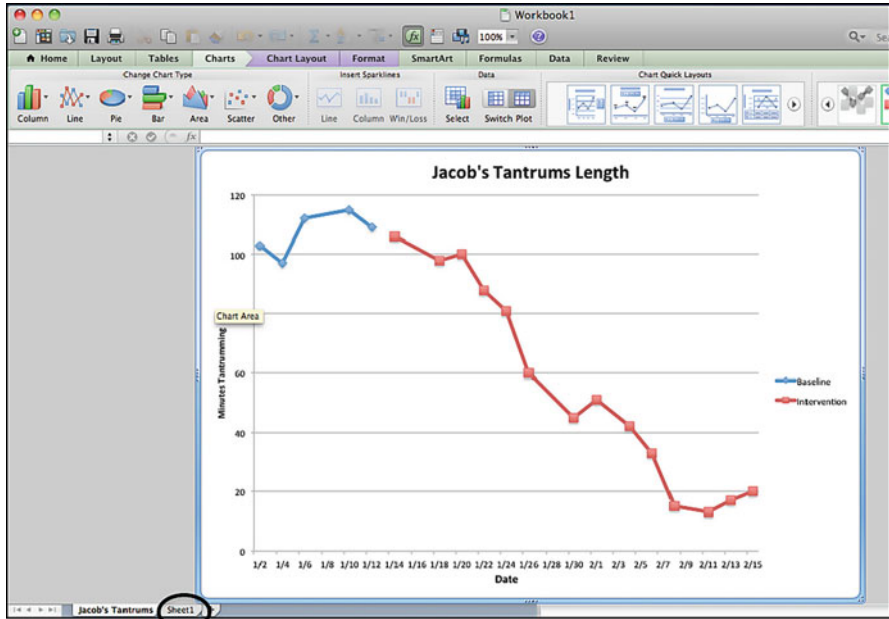 Workbook1
100%
Home Layout Tables Charts Chart Layout Format SmartArt Formulas Data Review
Change Chart Type Insert Sparklines Data Chart Quick Layouts
Column Line Pie Bar Area Scatter Other Line Column Win/Loss Select Switch Plot
fx
Jacob's Tantrums Length
120
100
Chart Area
Minutes Tantrumming
60
40
20
0
Baseline
Intervention
1/2 1/4 1/6 1/8 1/10 1/12 1/14 1/16 1/18 1/20 1/22 1/24 1/26 1/28 1/30 2/1 2/3 2/5 2/7 2/9 2/11 2/13 2/15
Date
Jacob's Tantrums Sheet1